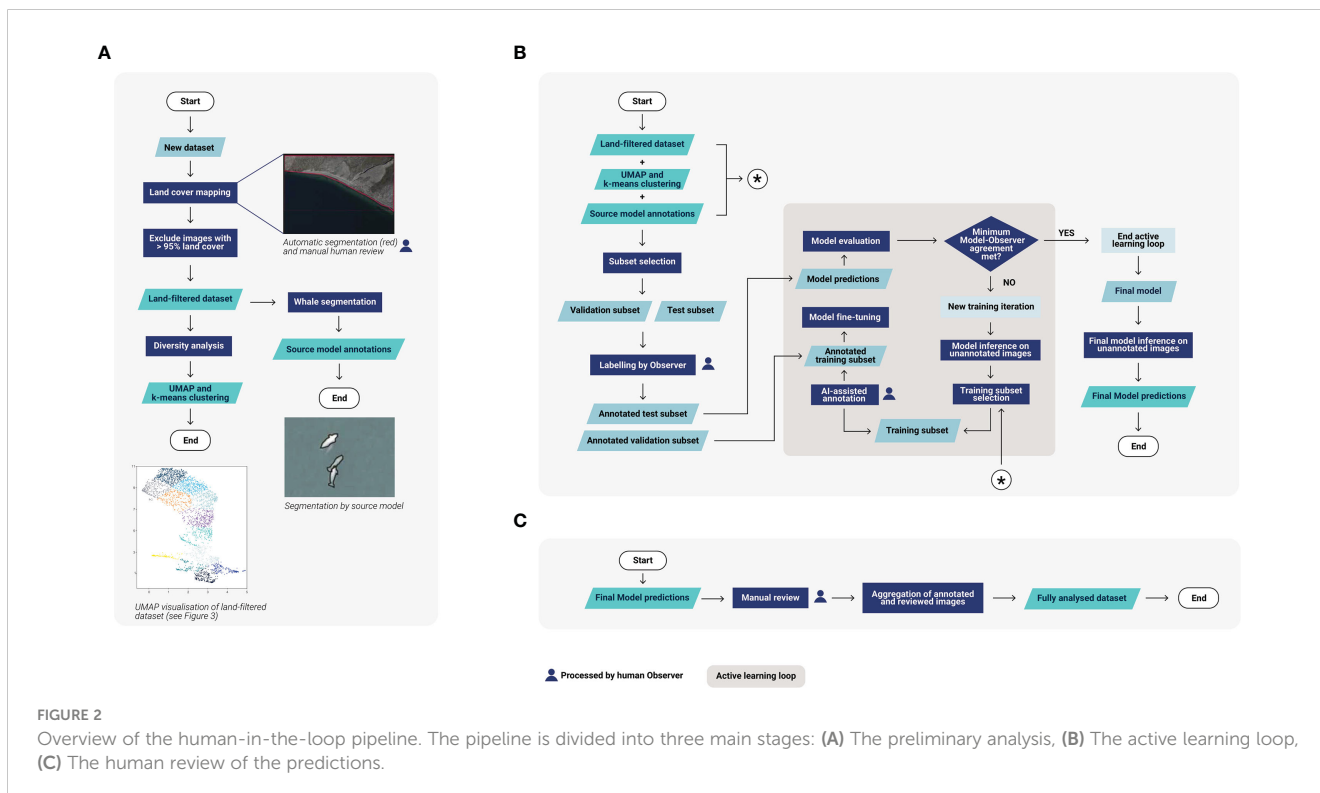 A
Start
New dataset
Land cover mapping
Automatic segmentation (red)
and manual human review
Exclude images with
> 95% land cover
Land-filtered dataset
Whale segmentation
Diversity analysis
Source model annotations
UMAP and
k-means clustering
End
End
Segmentation by source model
0 1 2 3 4 5
UMAP visualisation of land-filtered
dataset (see Figure 3)
B
Start
Land-filtered dataset
+
UMAP and
k-means clustering
+
Source model annotations
*
Subset selection
Validation subset
Test subset
Labelling by Observer
Annotated test subset
Annotated validation subset
Model evaluation
Model predictions
Model fine-tuning
Annotated
training subset
AI-assisted
annotation
Training subset
Minimum
Model-Observer
agreement
met?
YES
NO
New training iteration
Model inference on
unannotated images
Training subset
selection
*
End active
learning loop
Final model
Final model inference on
unannotated images
Final Model predictions
End
C
Start
Final Model predictions
Manual review
Aggregation of annotated
and reviewed images
Fully analysed dataset
End
Processed by human Observer
Active learning loop
FIGURE 2
Overview of the human-in-the-loop pipeline. The pipeline is divided into three main stages: (A) The preliminary analysis, (B) The active learning loop,
(C) The human review of the predictions.